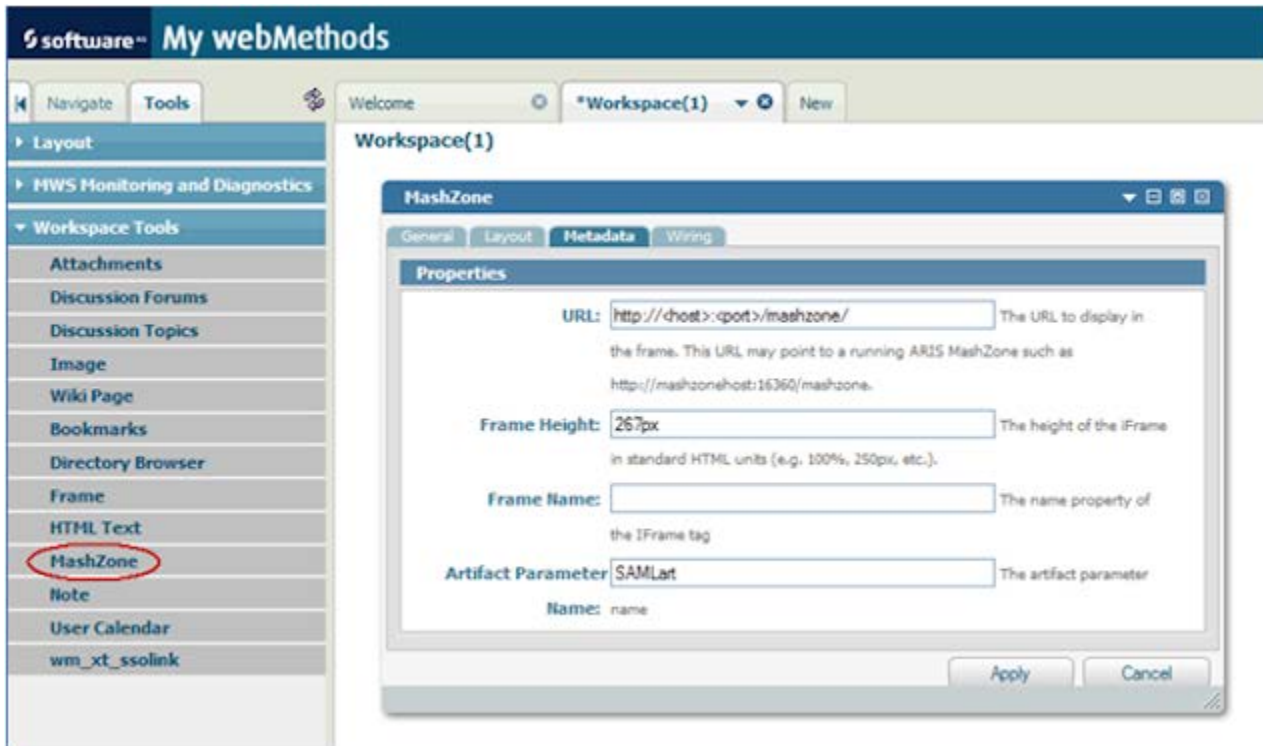 software AG My webMethods
Navigate Tools Welcome *Workspace(1) New
Layout
MWS Monitoring and Diagnostics
Workspace Tools
Attachments
Discussion Forums
Discussion Topics
Image
Wiki Page
Bookmarks
Directory Browser
Frame
HTML Text
MashZone
Note
User Calendar
wm_xt_ssolink
Workspace(1)
MashZone
General Layout Metadata Wiring
Properties
URL: http://<host>:<port>/mashzone/ The URL to display in
the frame. This URL may point to a running ARIS MashZone such as
http://mashzonehost:16360/mashzone.
Frame Height: 267px The height of the iFrame
in standard HTML units (e.g. 100%, 250px, etc.).
Frame Name: The name property of
the IFrame tag
Artifact Parameter SAMLart The artifact parameter
Name: name
Apply Cancel